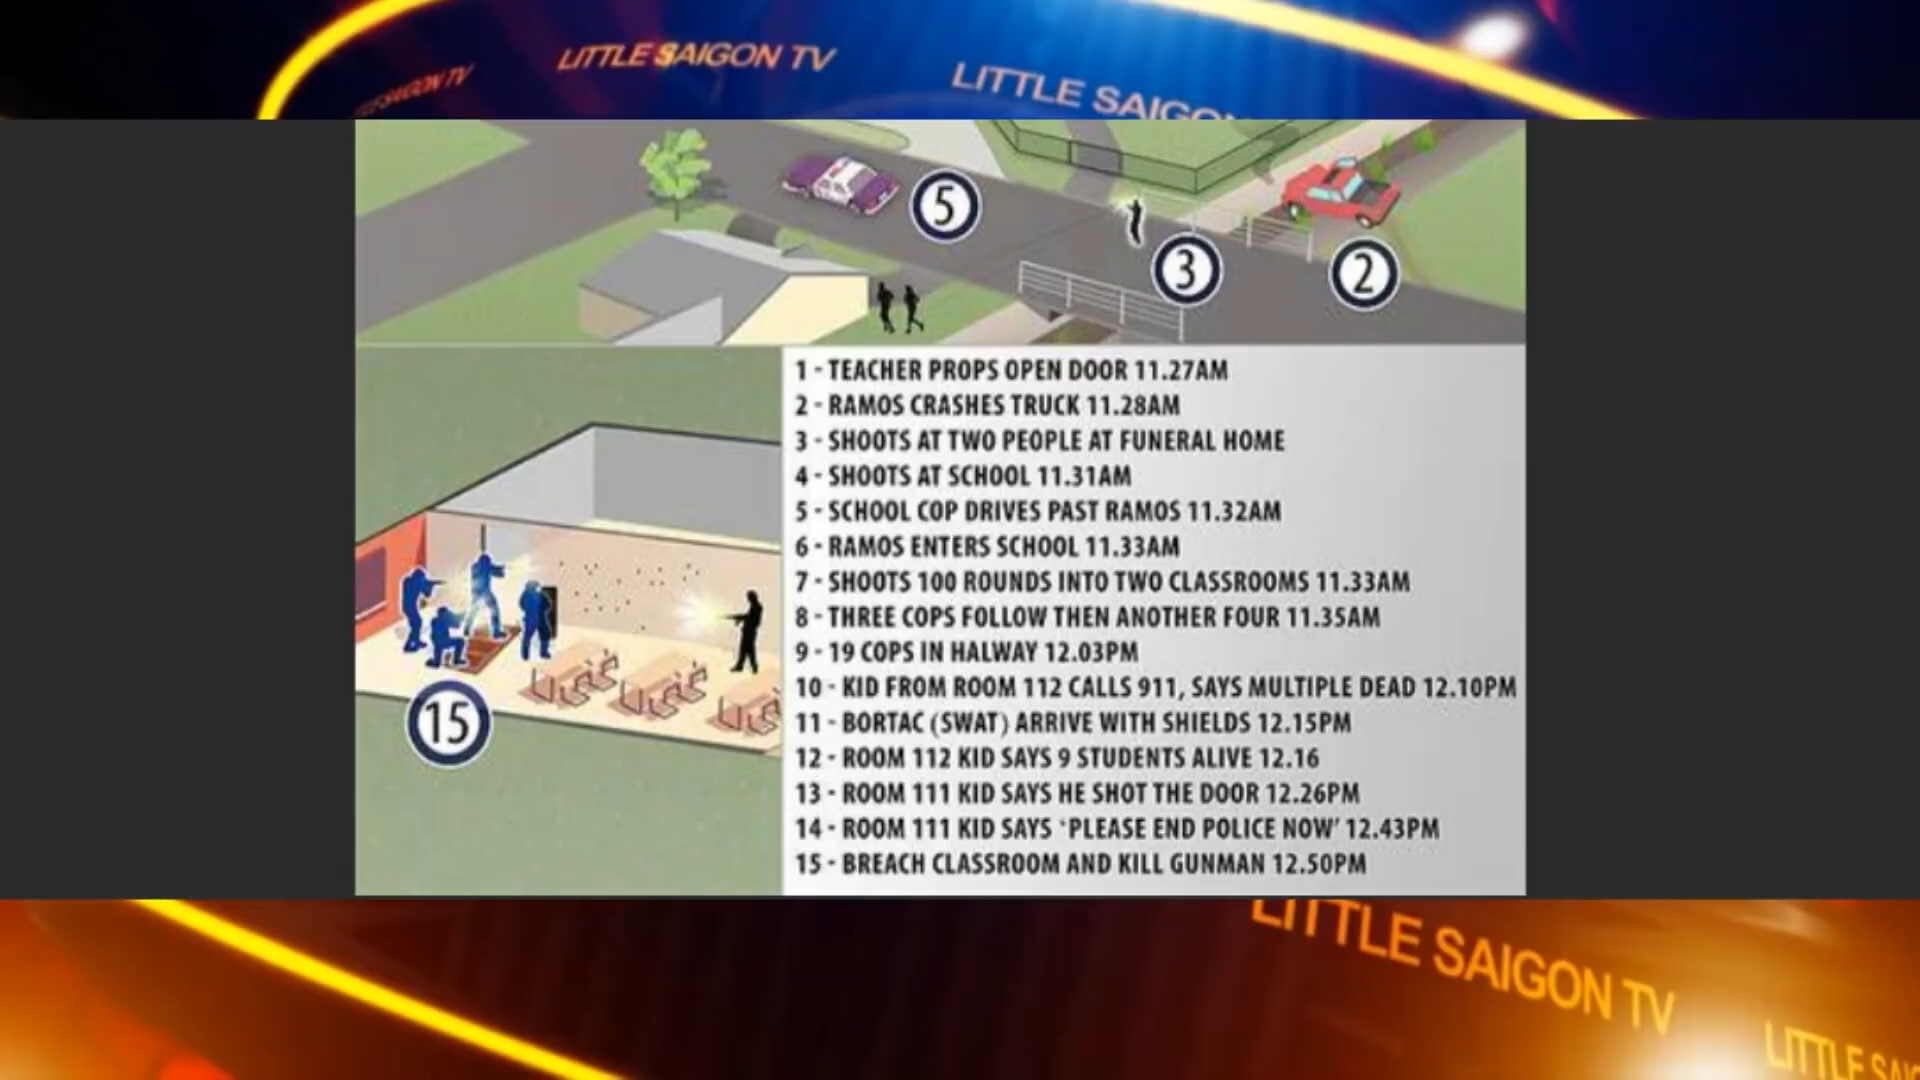 SAIGON TV
LITTLE SAIGON TV
LITTLE SAIGON
5
3
2
1 - TEACHER PROPS OPEN DOOR 11.27AM
2 - RAMOS CRASHES TRUCK 11.28AM
3 - SHOOTS AT TWO PEOPLE AT FUNERAL HOME
4 - SHOOTS AT SCHOOL 11.31AM
5 - SCHOOL COP DRIVES PAST RAMOS 11.32AM
6 - RAMOS ENTERS SCHOOL 11.33AM
7 - SHOOTS 100 ROUNDS INTO TWO CLASSROOMS 11.33AM
8 - THREE COPS FOLLOW THEN ANOTHER FOUR 11.35AM
9 - 19 COPS IN HALWAY 12.03PM
10 - KID FROM ROOM 112 CALLS 911, SAYS MULTIPLE DEAD 12.10PM
11 - BORTAC (SWAT) ARRIVE WITH SHIELDS 12.15PM
12 - ROOM 112 KID SAYS 9 STUDENTS ALIVE 12.16
13 - ROOM 111 KID SAYS HE SHOT THE DOOR 12.26PM
14 - ROOM 111 KID SAYS 'PLEASE END POLICE NOW' 12.43PM
15 - BREACH CLASSROOM AND KILL GUNMAN 12.50PM
15
LITTLE SAIGON TV
LITTLE